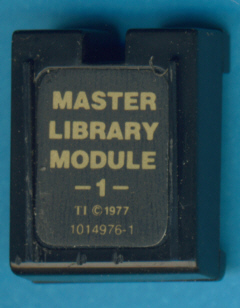 MASTER
LIBRARY
MODULE
-1-
TI © 1977
1014976-1